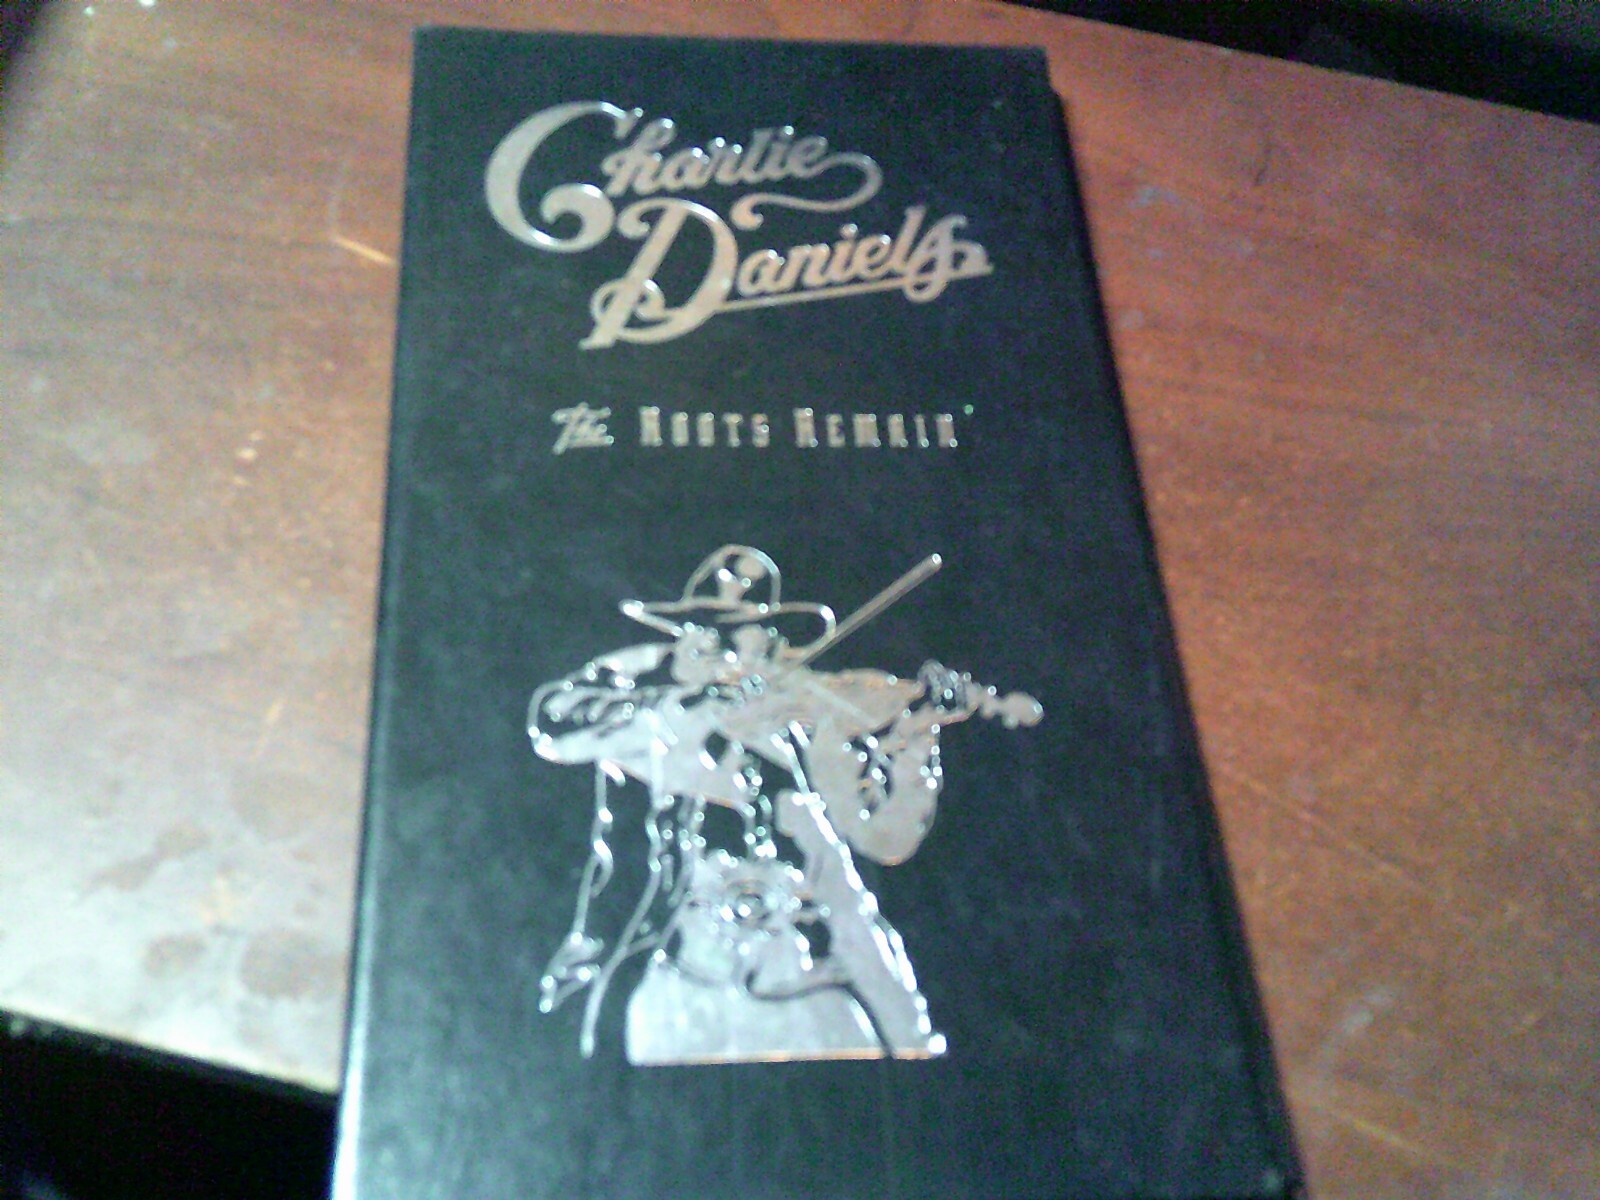 Charlie
Daniels
The ROOTS REMAIN